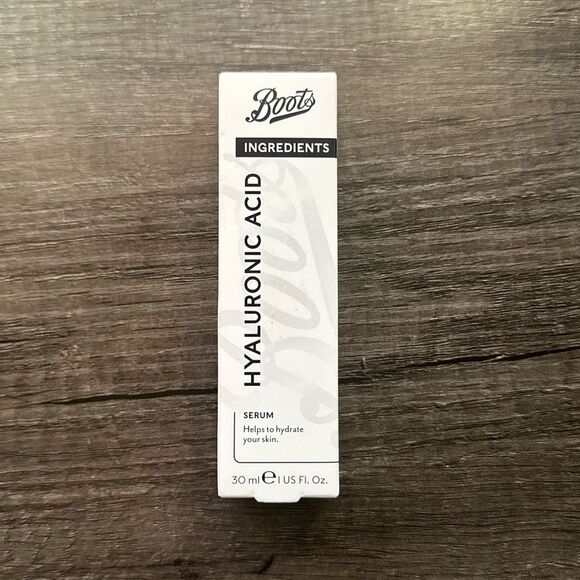 Boots
INGREDIENTS
HYALURONIC ACID
SERUM
Helps to hydrate
your skin.
30 ml ℮ 1 US Fl. Oz.